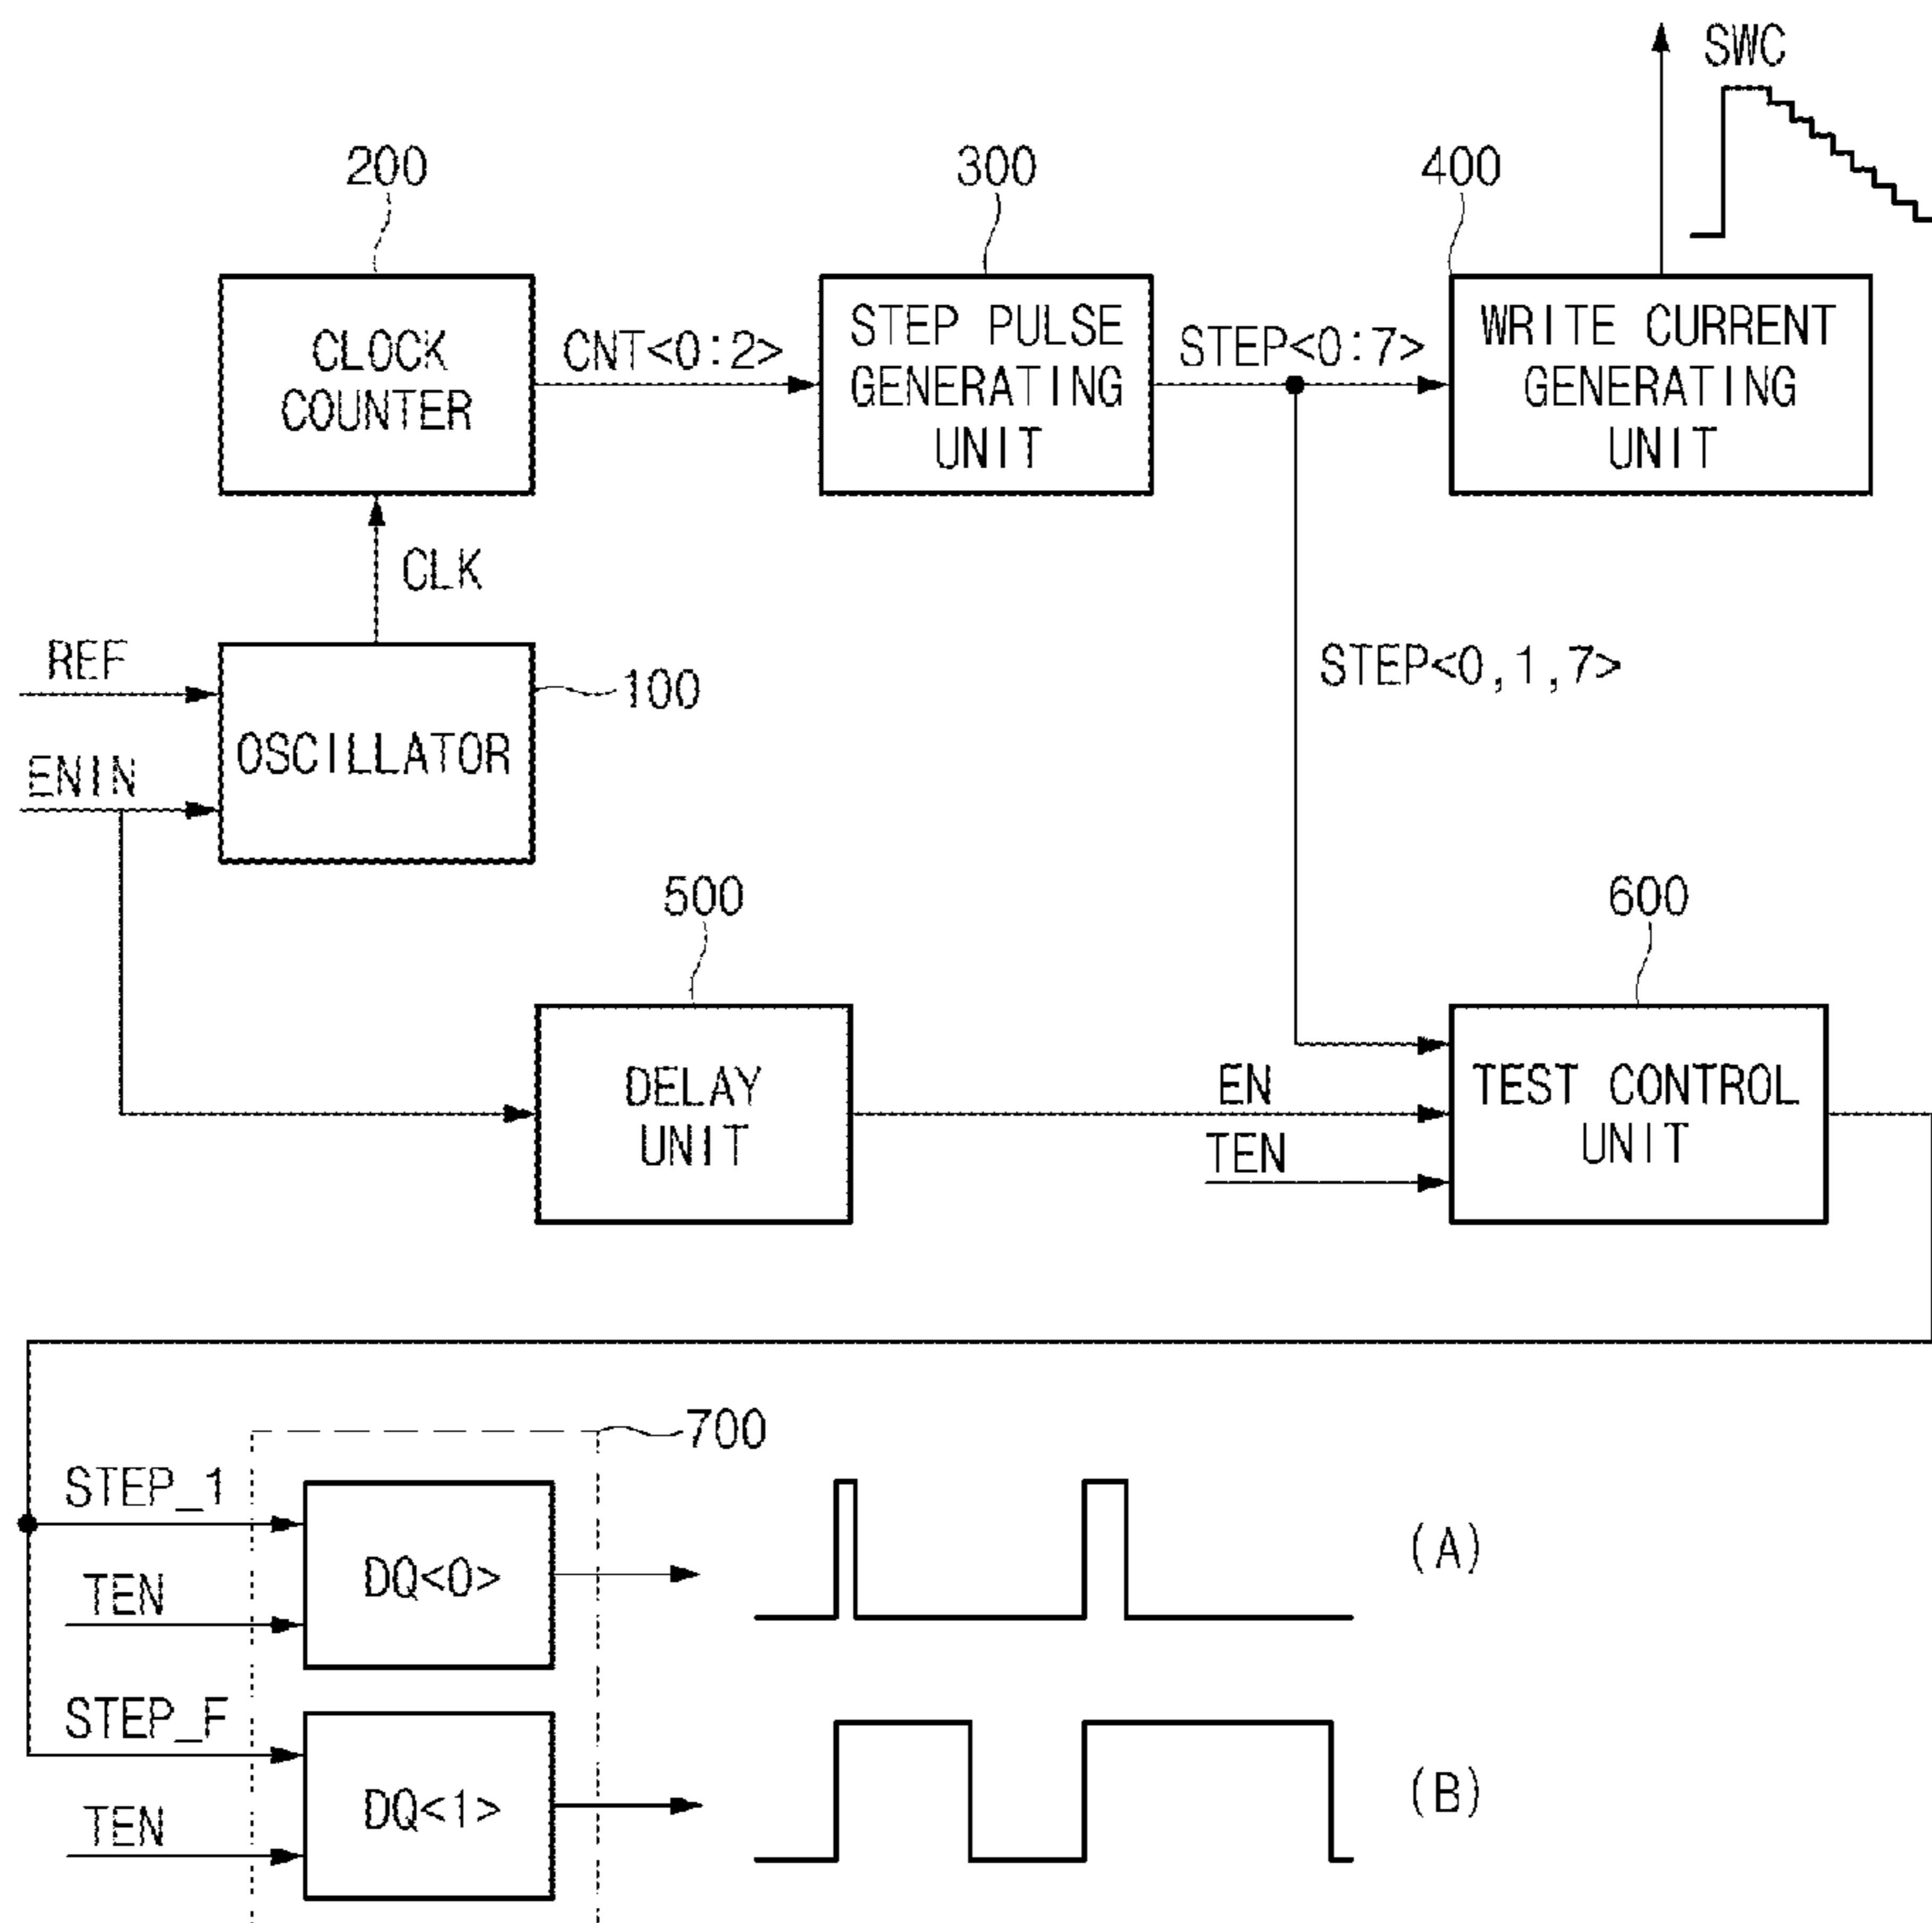 SWC
200
300
400
CLOCK
COUNTER
CNT<0:2>
STEP PULSE
GENERATING
UNIT
STEP<0:7>
WRITE CURRENT
GENERATING
UNIT
CLK
REF
100
STEP<0,1,7>
OSCILLATOR
ENIN
500
600
DELAY
UNIT
EN
TEN
TEST CONTROL
UNIT
700
STEP_1
TEN
DQ<0>
(A)
STEP_F
TEN
DQ<1>
(B)